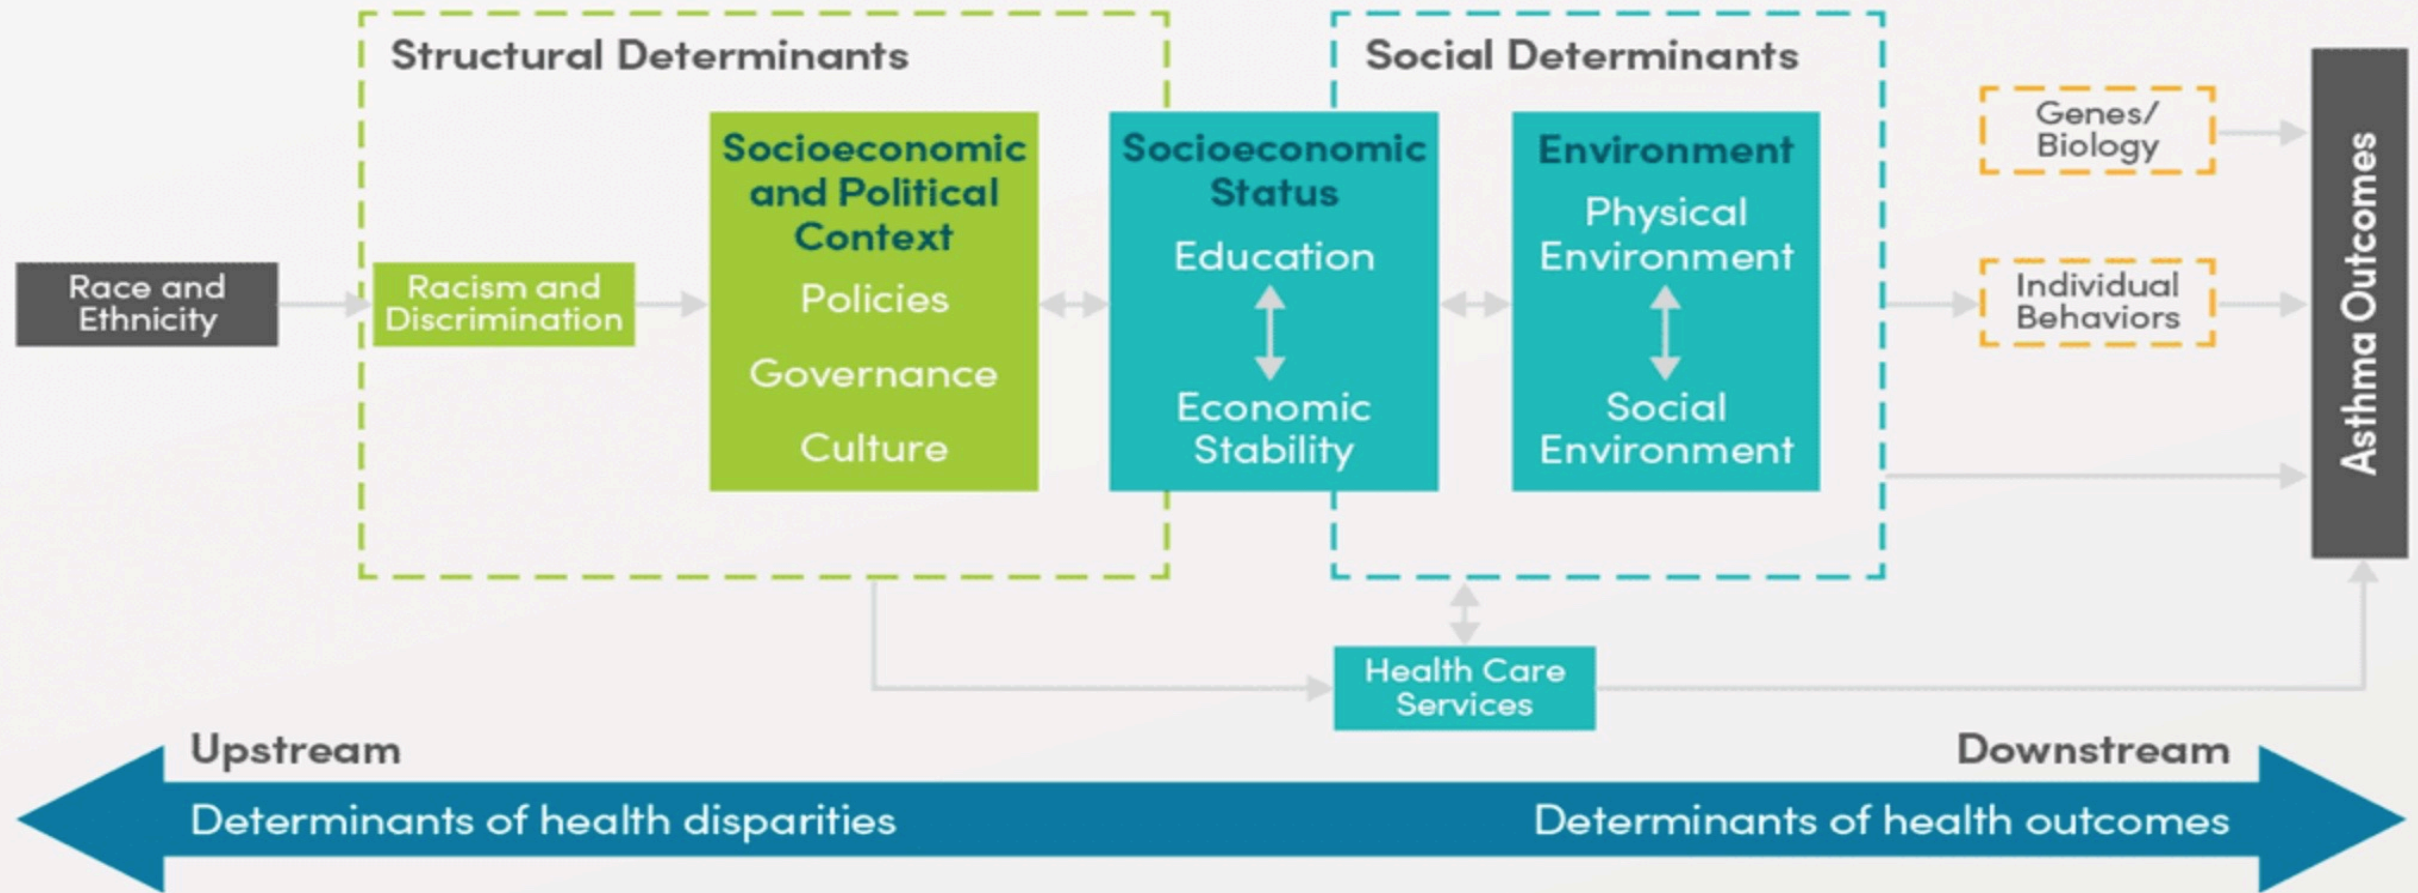 Structural Determinants
Social Determinants
Race and
Ethnicity
Racism and
Discrimination
Socioeconomic
and Political
Context
Policies
Governance
Culture
Socioeconomic
Status
Education
Economic
Stability
Environment
Physical
Environment
Social
Environment
Genes/
Biology
Individual
Behaviors
Asthma Outcomes
Health Care
Services
Upstream
Downstream
Determinants of health disparities
Determinants of health outcomes